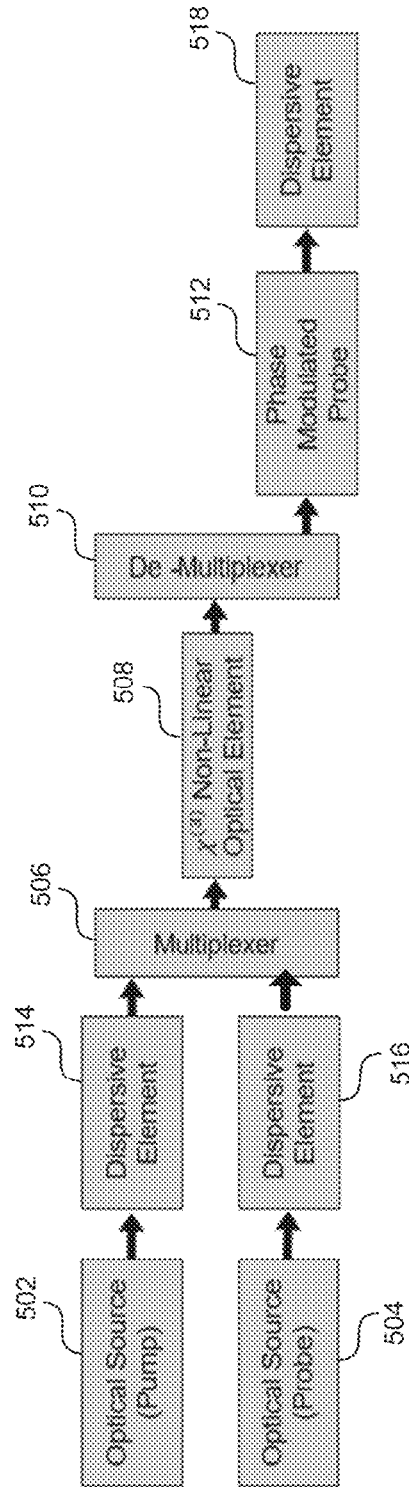 502
Optical Source
(Pump)
514
Dispersive
Element
504
Optical Source
(Probe)
516
Dispersive
Element
506
Multiplexer
508
χ⁽³⁾ Non-Linear
Optical Element
510
De -Multiplexer
512
Phase
Modulated
Probe
518
Dispersive
Element